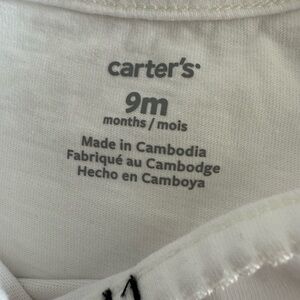 carter's
9m
months / mois
Made in Cambodia
Fabriqué au Cambodge
Hecho en Camboya